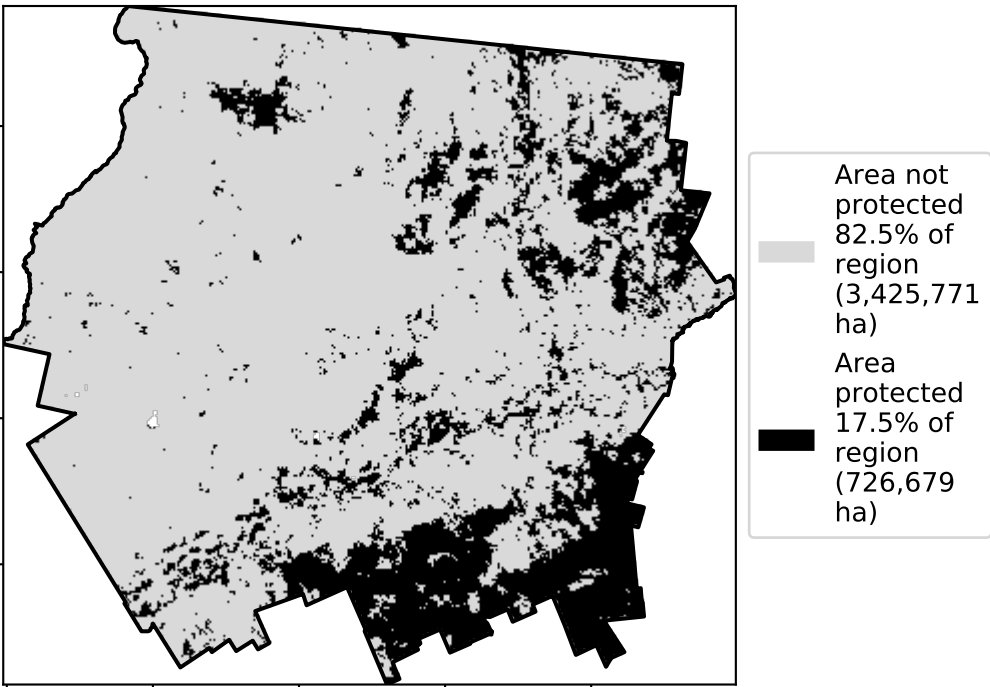 Area not
protected
82.5% of
region
(3,425,771
ha)
Area
protected
17.5% of
region
(726,679
ha)